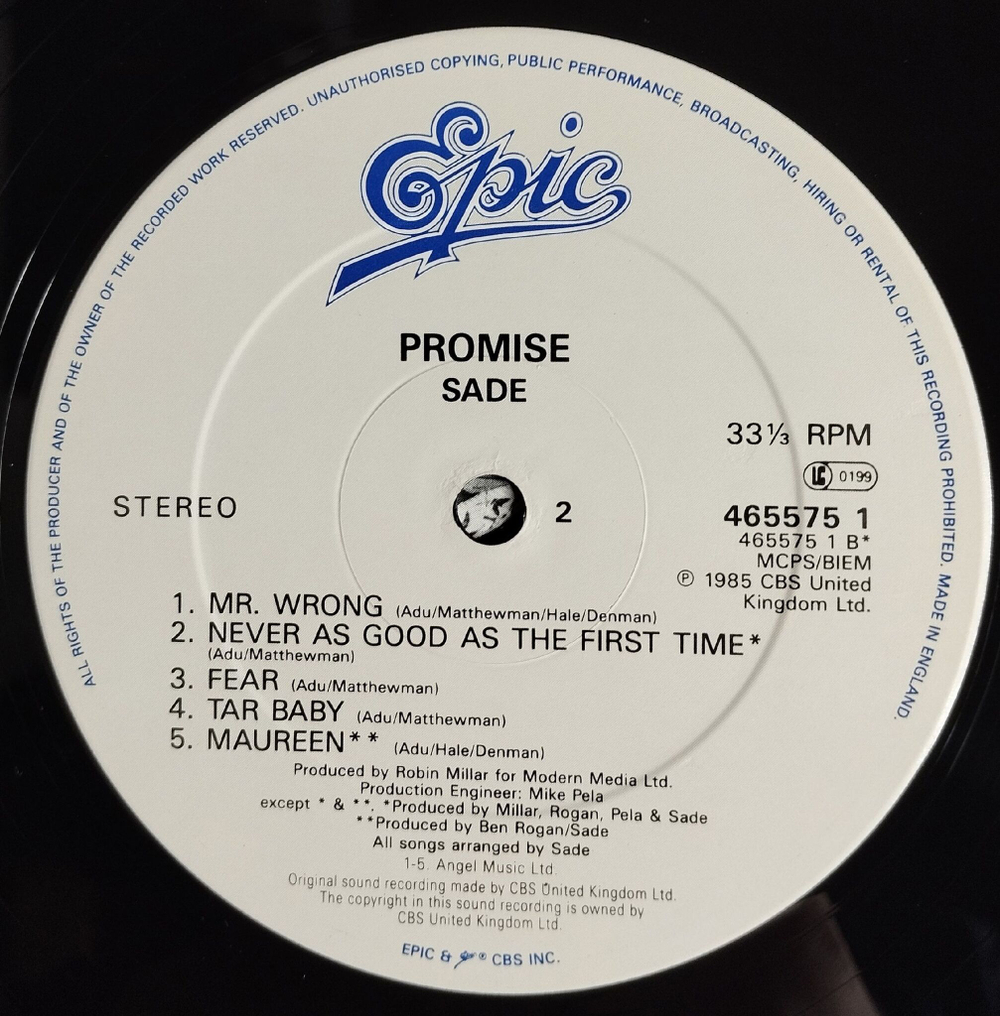 ALL RIGHTS OF THE PRODUCER AND OF THE OWNER OF THE RECORDED WORK RESERVED. UNAUTHORISED COPYING, PUBLIC PERFORMANCE, BROADCASTING, HIRING OR RENTAL OF THIS RECORDING PROHIBITED. MADE IN ENGLAND.
Epic
PROMISE
SADE
33⅓ RPM
LC 0199
STEREO
2
465575 1
465575 1 B*
MCPS/BIEM
℗ 1985 CBS United
Kingdom Ltd.
1. MR. WRONG (Adu/Matthewman/Hale/Denman)
2. NEVER AS GOOD AS THE FIRST TIME*
(Adu/Matthewman)
3. FEAR (Adu/Matthewman)
4. TAR BABY (Adu/Matthewman)
5. MAUREEN** (Adu/Hale/Denman)
Produced by Robin Millar for Modern Media Ltd.
Production Engineer: Mike Pela
except * & **. *Produced by Millar, Rogan, Pela & Sade
**Produced by Ben Rogan/Sade
All songs arranged by Sade
1-5. Angel Music Ltd.
Original sound recording made by CBS United Kingdom Ltd.
The copyright in this sound recording is owned by
CBS United Kingdom Ltd.
EPIC & ® CBS INC.